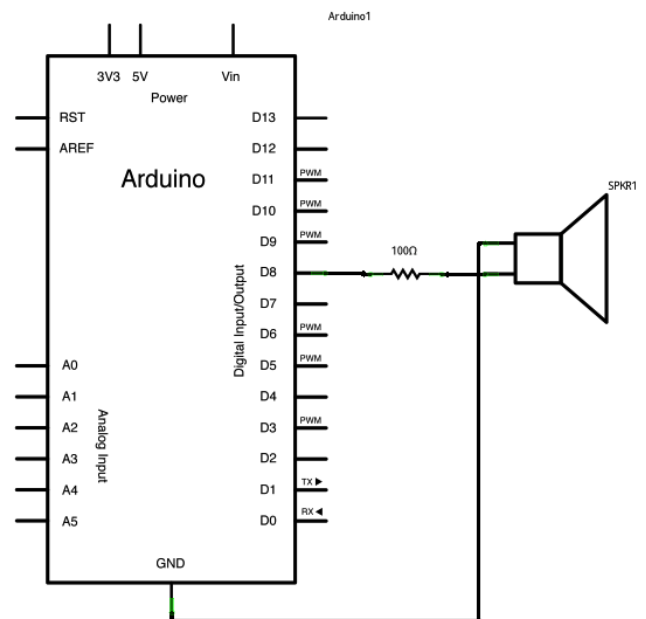 Arduino1
3V3 5V Vin
Power
RST
AREF
Arduino
D13
D12
D11 PWM
D10 PWM
D9 PWM
D8
D7
D6 PWM
D5 PWM
D4
D3 PWM
D2
D1 TX ▶
D0 RX ◀
Digital Input/Output
A0
A1
A2
A3
A4
A5
Analog Input
GND
100Ω
SPKR1